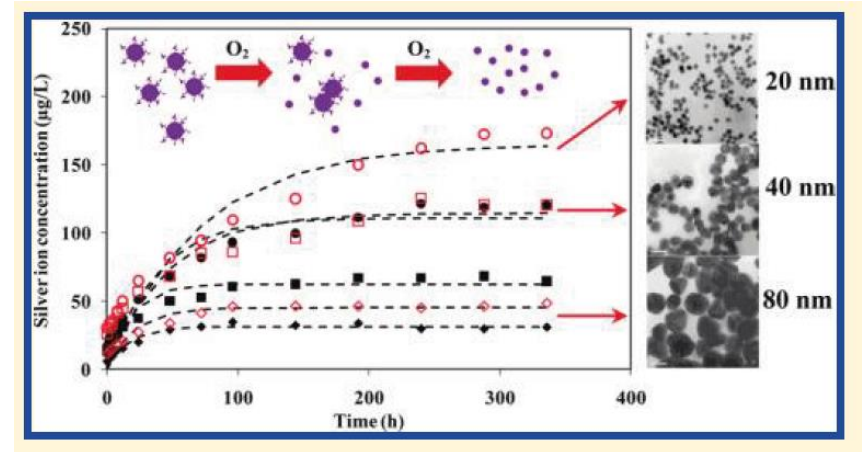 250
200
150
100
50
0
Silver ion concentration (µg/L)
O₂
O₂
20 nm
40 nm
80 nm
0
100
200
300
400
Time (h)